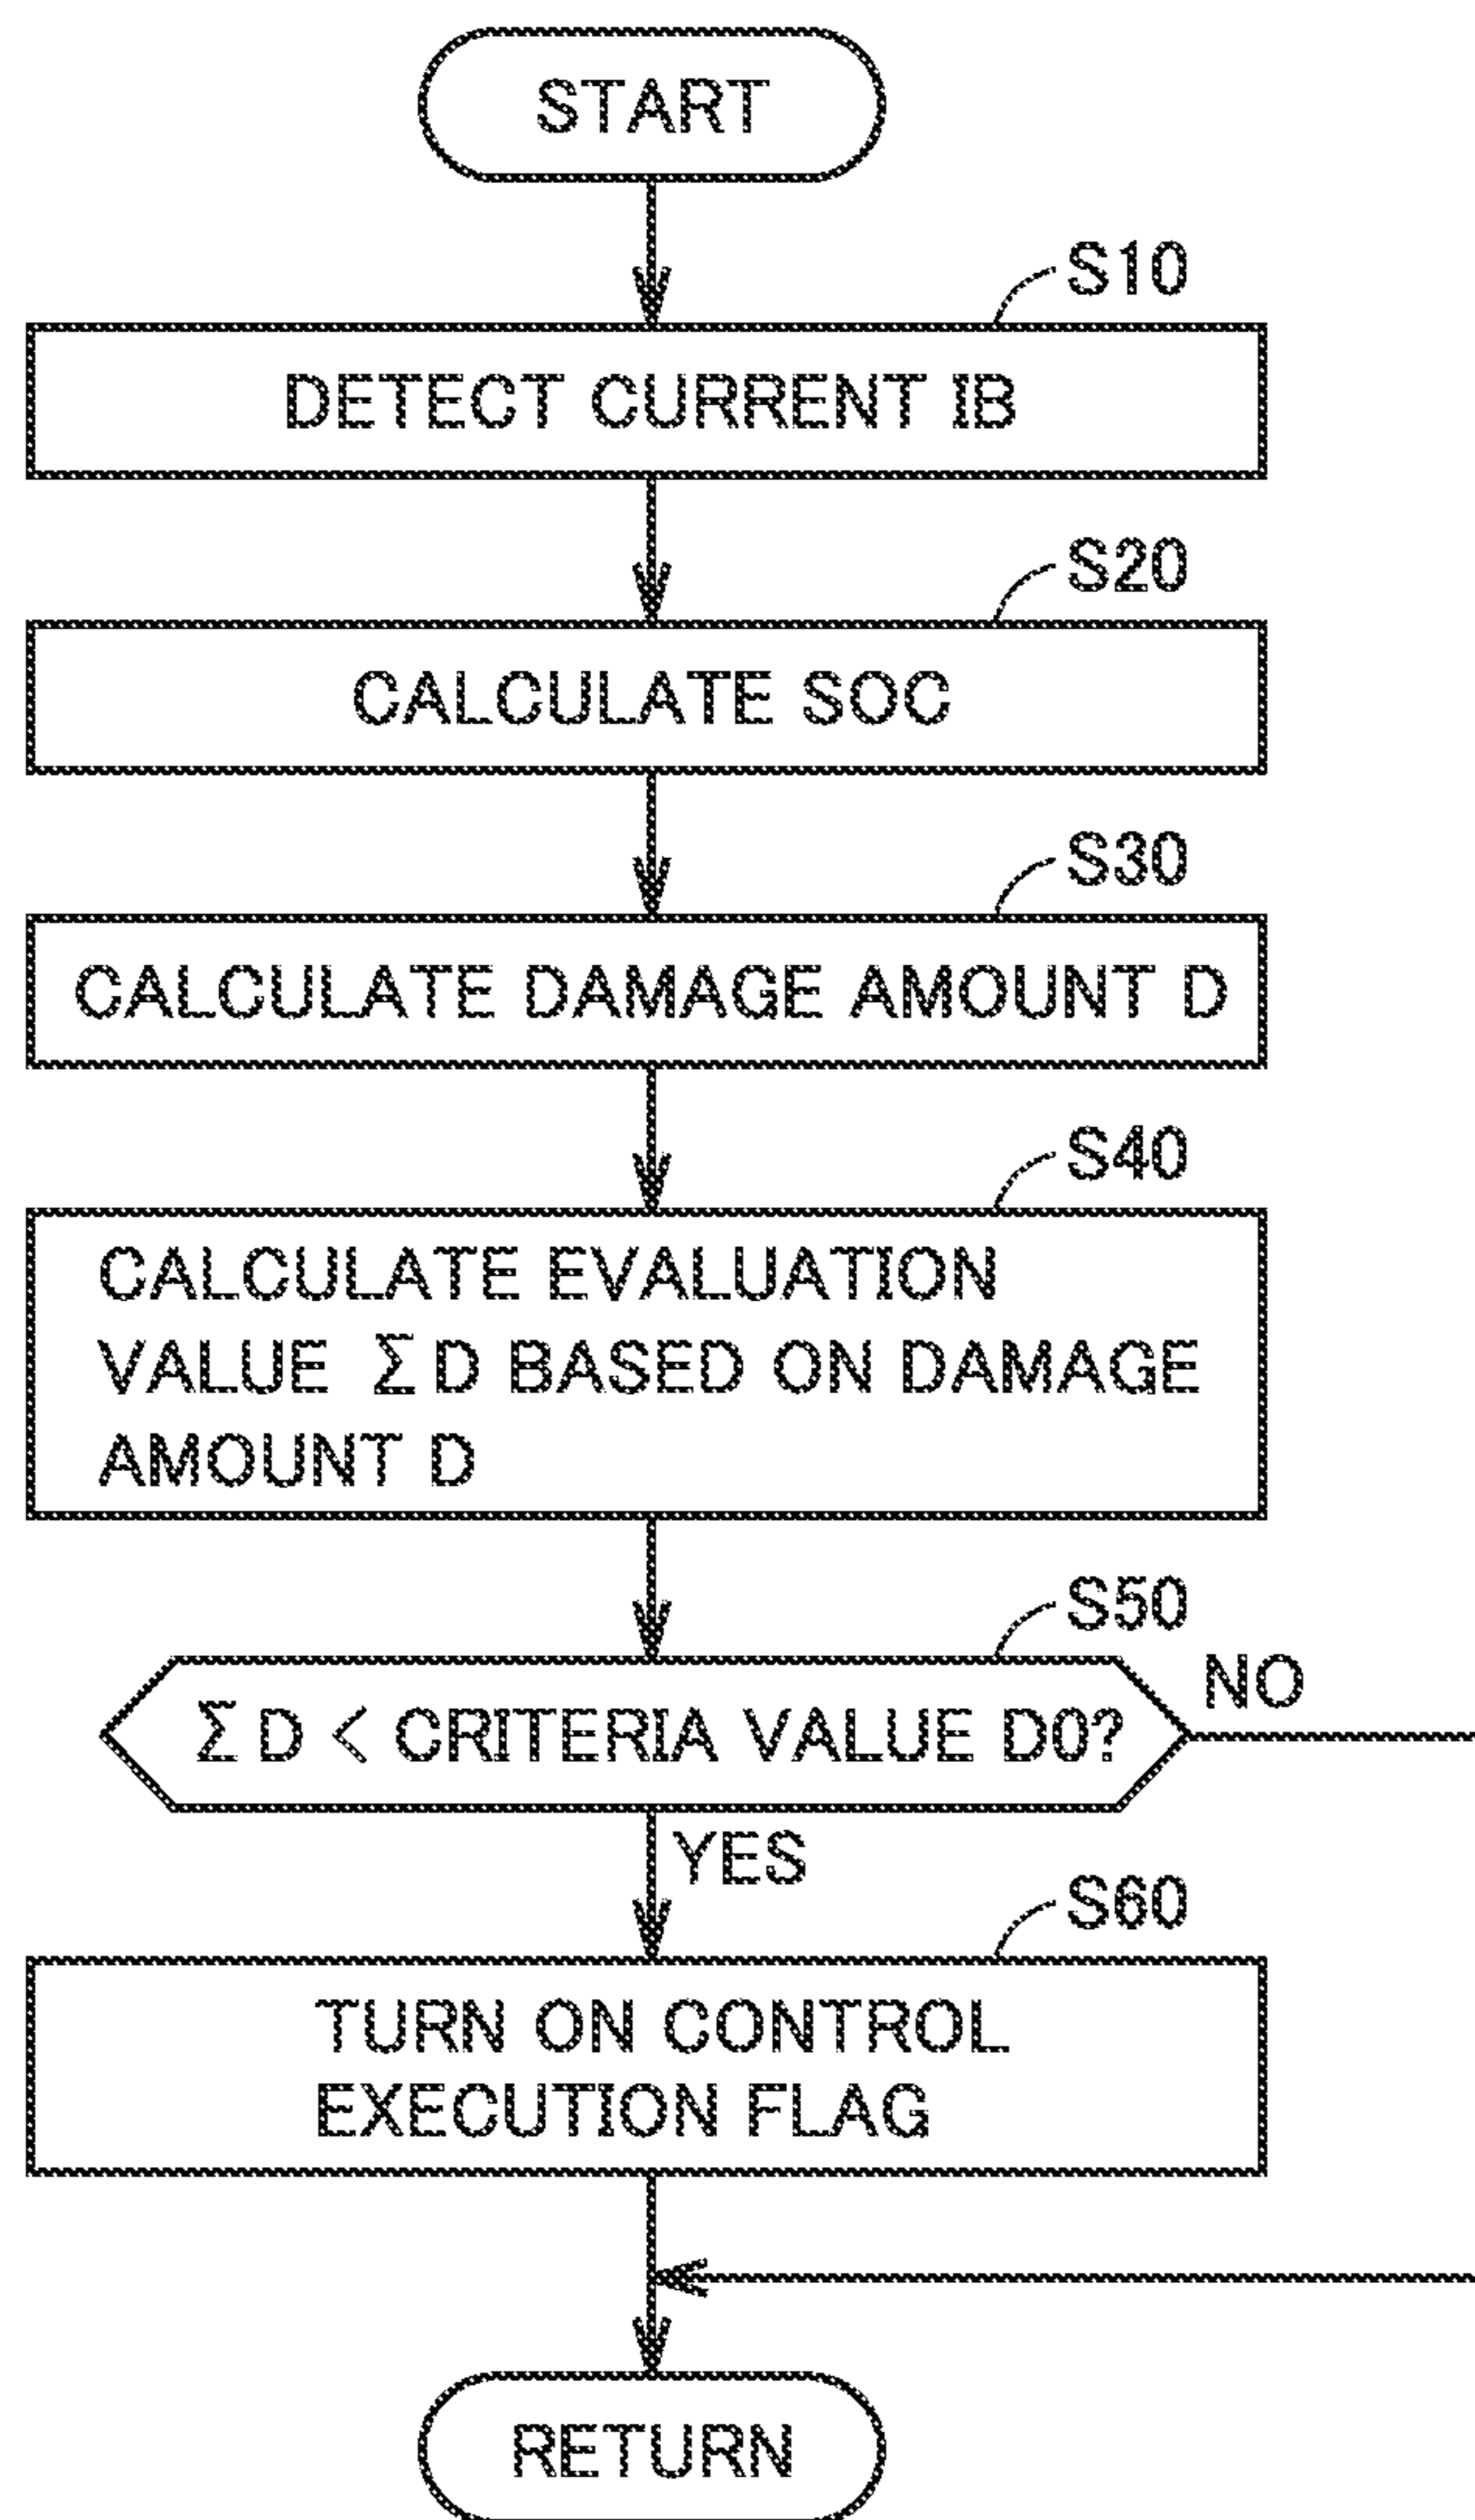 START
S10
DETECT CURRENT IB
S20
CALCULATE SOC
S30
CALCULATE DAMAGE AMOUNT D
S40
CALCULATE EVALUATION
VALUE ΣD BASED ON DAMAGE
AMOUNT D
S50
ΣD < CRITERIA VALUE D0?
NO
YES
S60
TURN ON CONTROL
EXECUTION FLAG
RETURN